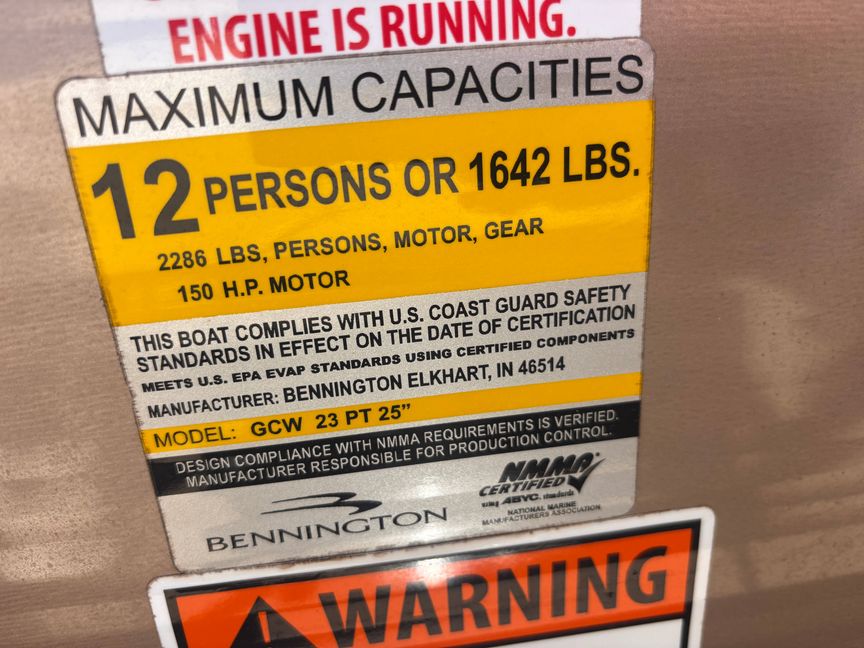 ENGINE IS RUNNING.
MAXIMUM CAPACITIES
12 PERSONS OR 1642 LBS.
2286 LBS, PERSONS, MOTOR, GEAR
150 H.P. MOTOR
THIS BOAT COMPLIES WITH U.S. COAST GUARD SAFETY
STANDARDS IN EFFECT ON THE DATE OF CERTIFICATION
MEETS U.S. EPA EVAP STANDARDS USING CERTIFIED COMPONENTS
MANUFACTURER: BENNINGTON ELKHART, IN 46514
MODEL: GCW 23 PT 25”
DESIGN COMPLIANCE WITH NMMA REQUIREMENTS IS VERIFIED.
MANUFACTURER RESPONSIBLE FOR PRODUCTION CONTROL.
BENNINGTON
NMMA
CERTIFIED
using ABYC. standards
NATIONAL MARINE
MANUFACTURERS ASSOCIATION
WARNING